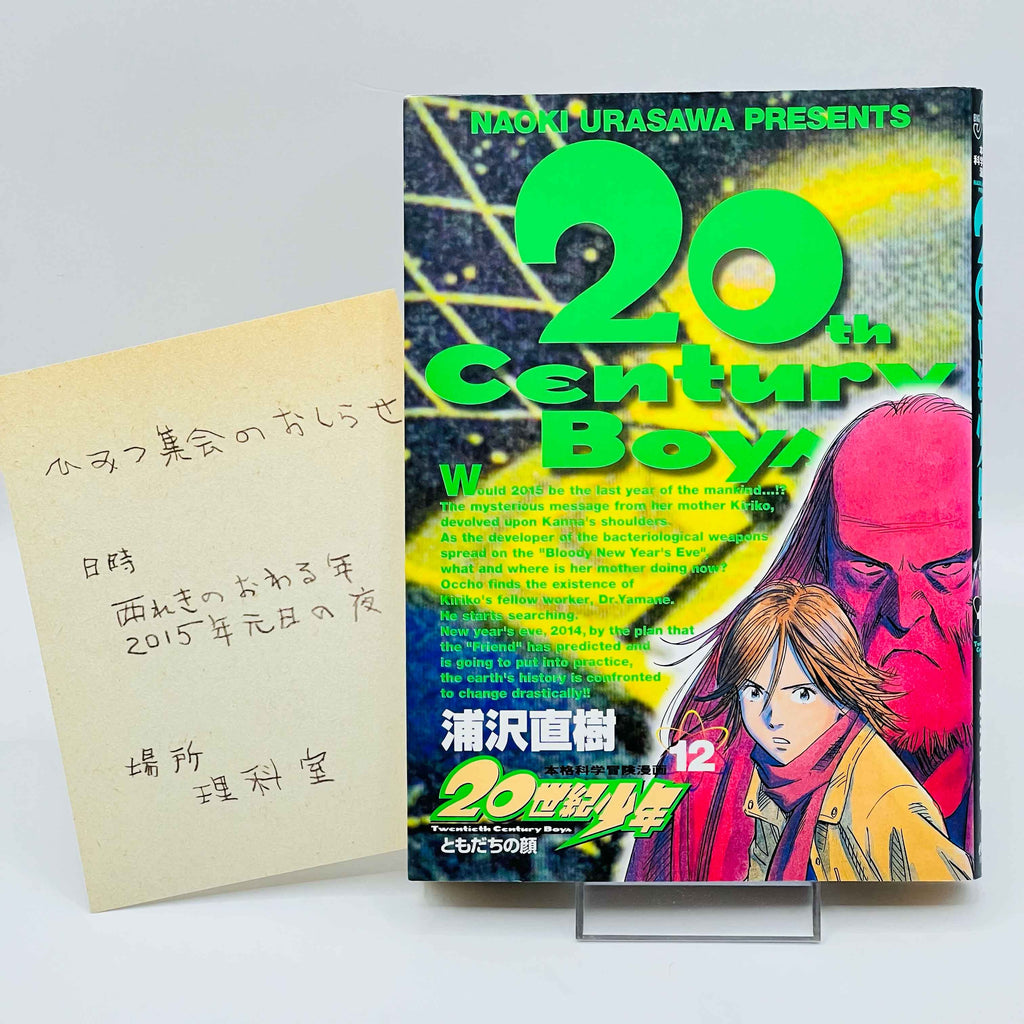 ひみつ集会のおしらせ
日時
西れきのおわる年
2015年元日の夜
場所
理科室
NAOKI URASAWA PRESENTS
20th
Century
Boys
Would 2015 be the last year of the mankind...!?
The mysterious message from her mother Kiriko,
devolved upon Kanna's shoulders.
As the developer of the bacteriological weapons
spread on the "Bloody New Year's Eve",
what and where is her mother doing now?
Occho finds the existence of
Kiriko's fellow worker, Dr.Yamane.
He starts searching.
New year's eve, 2014, by the plan that
the "Friend" has predicted and
is going to put into practice,
the earth's history is confronted
to change drastically!!
浦沢直樹
12
本格科学冒険漫画
20世紀少年
Twentieth Century Boys
ともだちの顔